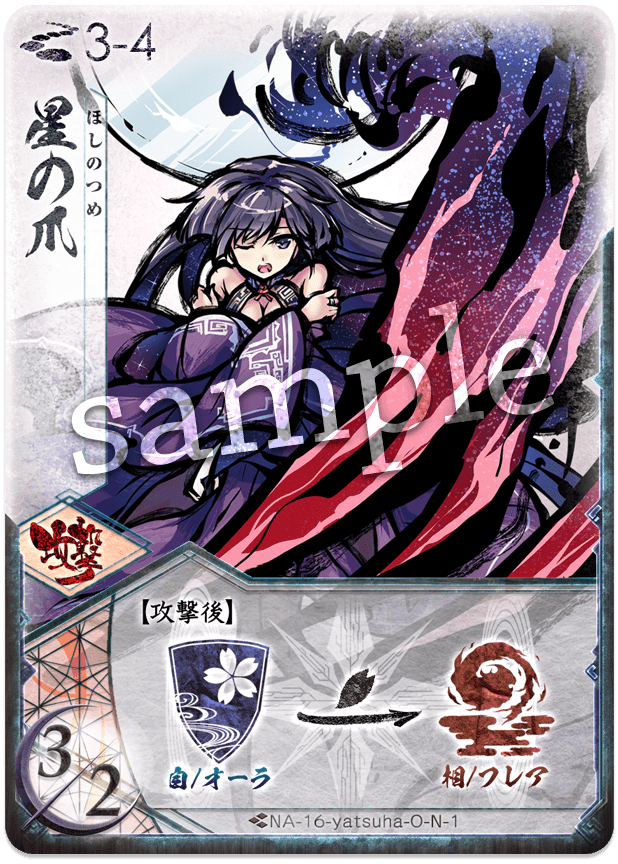 3-4
星の爪
ほしのつめ
sample
攻撃
【攻撃後】
自/オーラ
相/フレア
3/2
NA-16-yatsuha-O-N-1